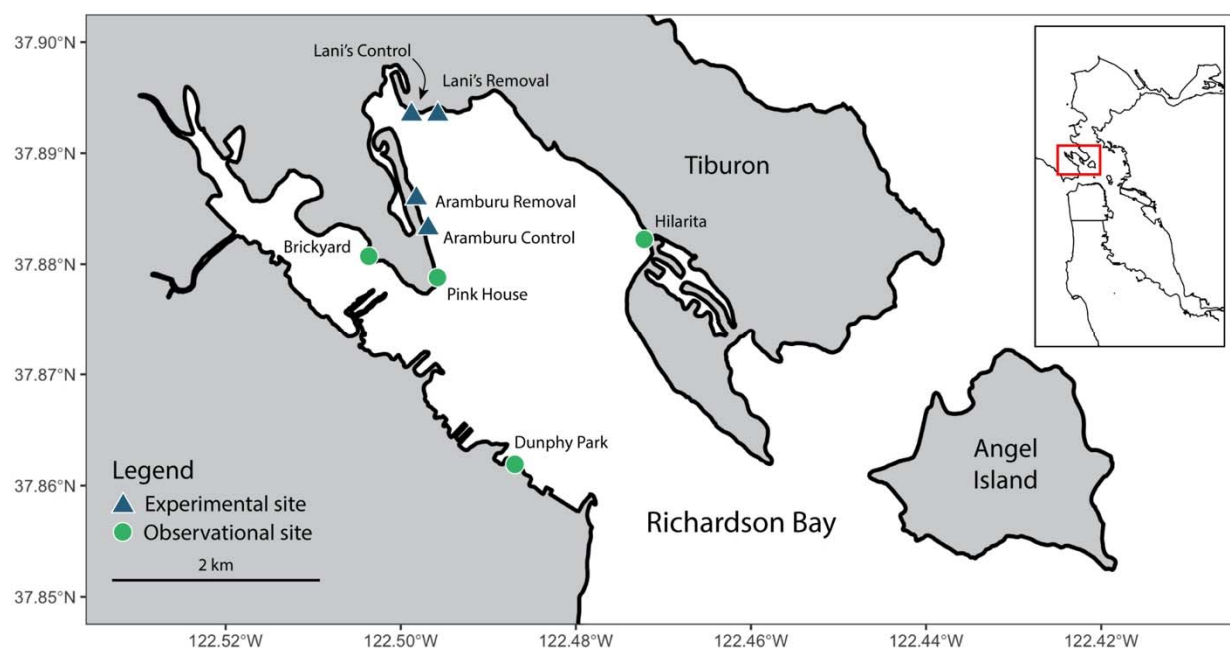 37.90°N
37.89°N
37.88°N
37.87°N
37.86°N
37.85°N
Lani's Control
Lani's Removal
Tiburon
Aramburu Removal
Hilarita
Aramburu Control
Brickyard
Pink House
Dunphy Park
Angel
Island
Richardson Bay
Legend
Experimental site
Observational site
2 km
122.52°W
122.50°W
122.48°W
122.46°W
122.44°W
122.42°W